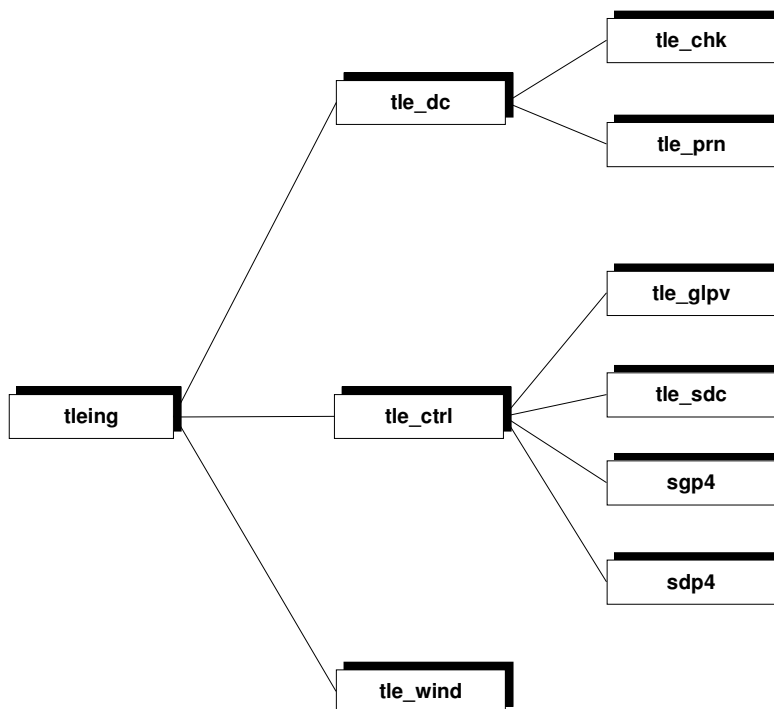 tle_chk
tle_dc
tle_prn
tle_glpv
tle_sdc
tleing
tle_ctrl
sgp4
sdp4
tle_wind